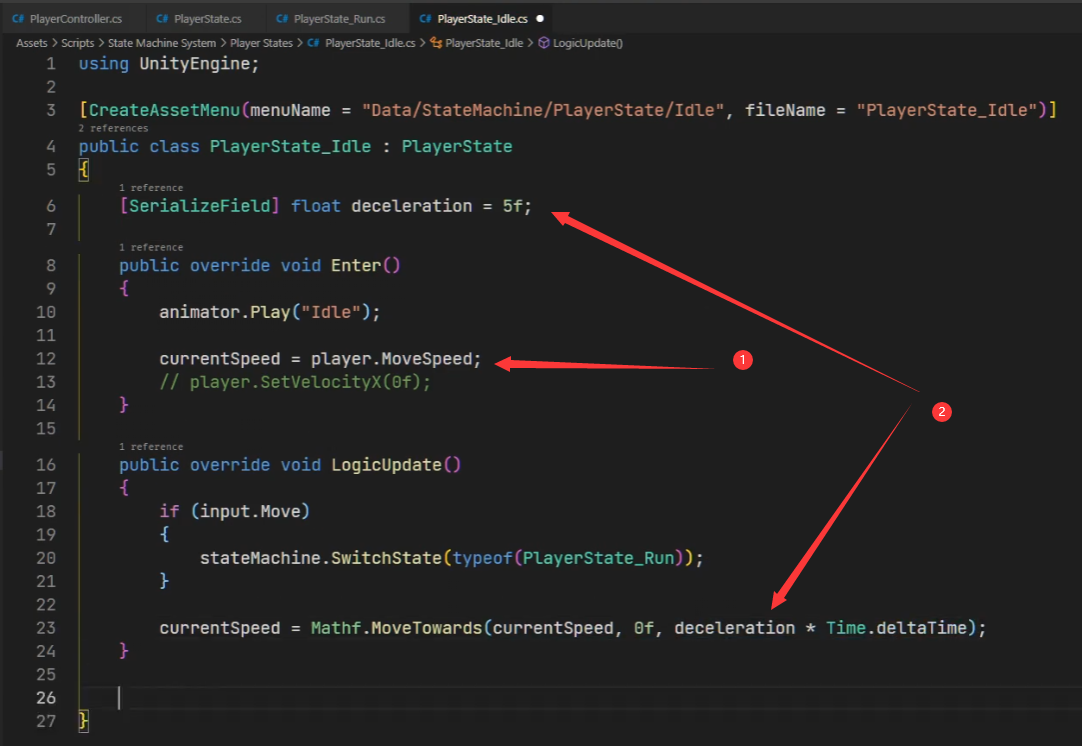 PlayerController.cs PlayerState.cs PlayerState_Run.cs PlayerState_Idle.cs
Assets > Scripts > State Machine System > Player States > PlayerState_Idle.cs > PlayerState_Idle > LogicUpdate()
1 using UnityEngine;
2
3 [CreateAssetMenu(menuName = "Data/StateMachine/PlayerState/Idle", fileName = "PlayerState_Idle")]
2 references
4 public class PlayerState_Idle : PlayerState
5 {
1 reference
6 [SerializeField] float deceleration = 5f;
7
1 reference
8 public override void Enter()
9 {
10 animator.Play("Idle");
11
12 currentSpeed = player.MoveSpeed;
1
13 // player.SetVelocityX(0f);
14 }
2
15
1 reference
16 public override void LogicUpdate()
17 {
18 if (input.Move)
19 {
20 stateMachine.SwitchState(typeof(PlayerState_Run));
21 }
22
23 currentSpeed = Mathf.MoveTowards(currentSpeed, 0f, deceleration * Time.deltaTime);
24 }
25
26
27 }